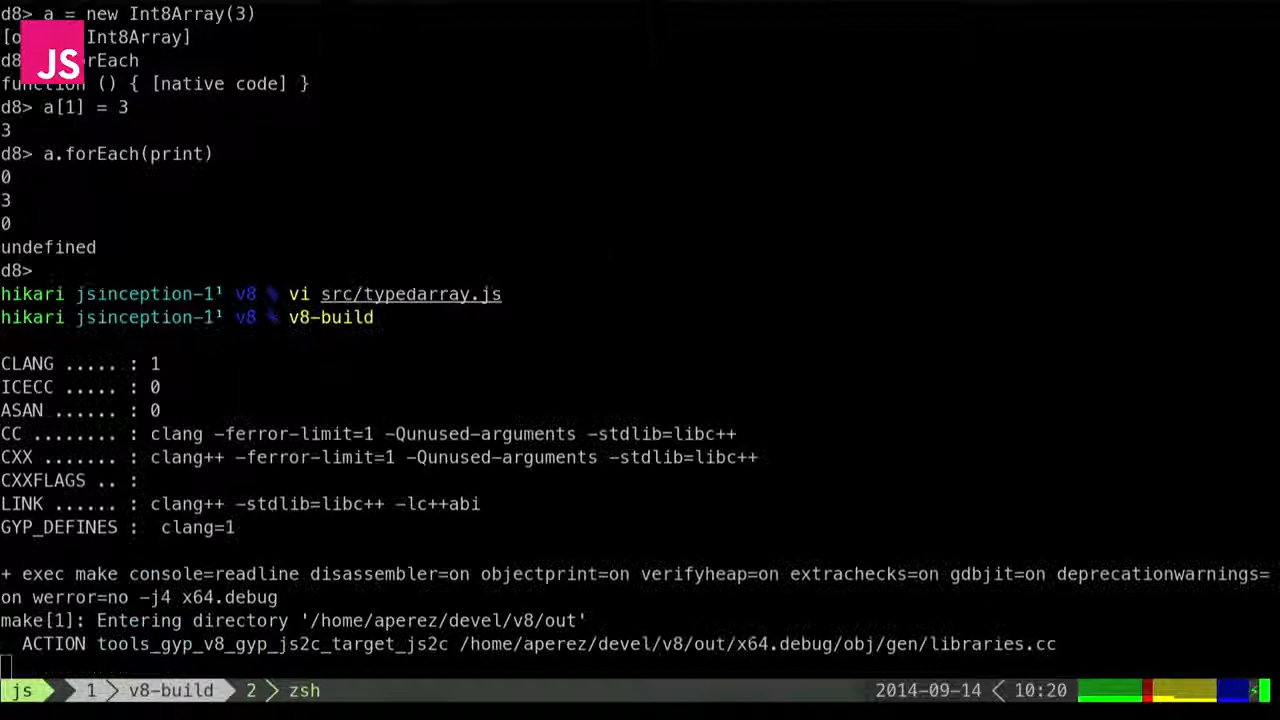 d8> a = new Int8Array(3)
[o Int8Array]
JS
d8 rEach
function () { [native code] }
d8> a[1] = 3
3
d8> a.forEach(print)
0
3
0
undefined
d8>
hikari jsinception-1¹ v8 % vi src/typedarray.js
hikari jsinception-1¹ v8 % v8-build
CLANG ..... : 1
ICECC ..... : 0
ASAN ...... : 0
CC ........ : clang -ferror-limit=1 -Qunused-arguments -stdlib=libc++
CXX ....... : clang++ -ferror-limit=1 -Qunused-arguments -stdlib=libc++
CXXFLAGS .. :
LINK ...... : clang++ -stdlib=libc++ -lc++abi
GYP_DEFINES :  clang=1
+ exec make console=readline disassembler=on objectprint=on verifyheap=on extrachecks=on gdbjit=on deprecationwarnings=
on werror=no -j4 x64.debug
make[1]: Entering directory '/home/aperez/devel/v8/out'
  ACTION tools_gyp_v8_gyp_js2c_target_js2c /home/aperez/devel/v8/out/x64.debug/obj/gen/libraries.cc
js 1 v8-build 2 zsh 2014-09-14 10:20